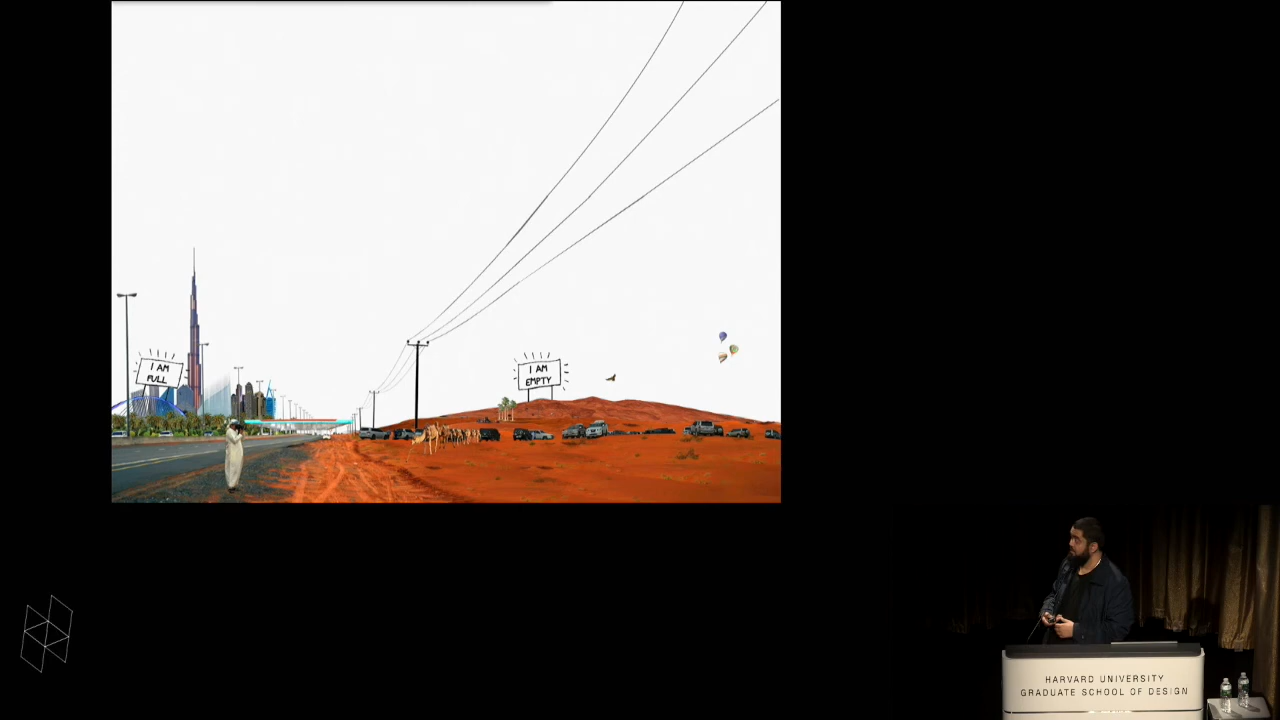 I AM
FULL
I AM
EMPTY
HARVARD UNIVERSITY
GRADUATE SCHOOL OF DESIGN